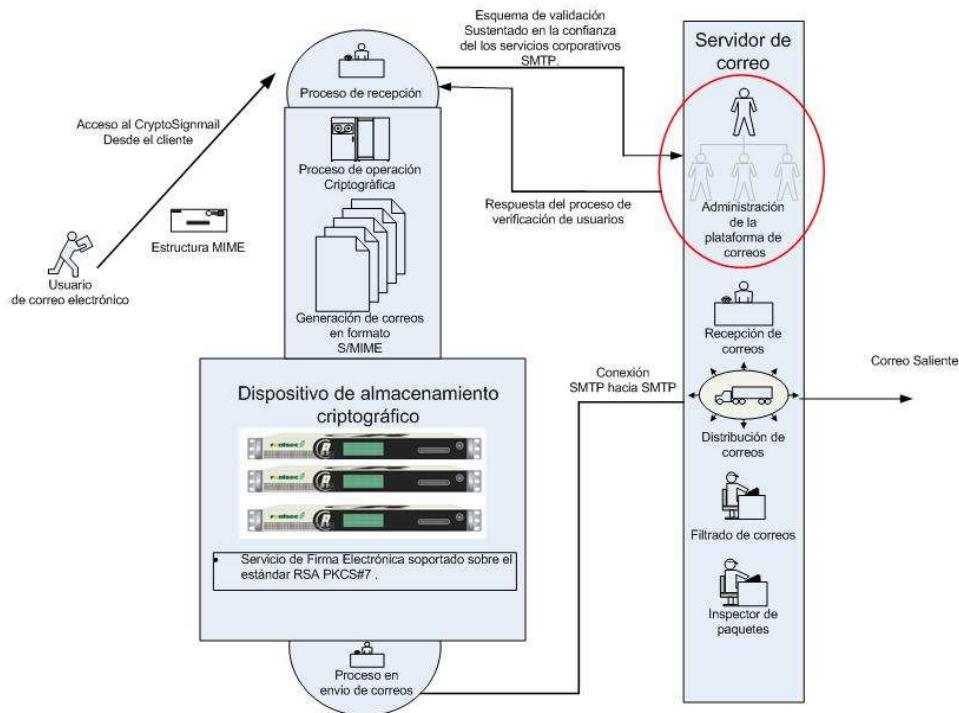 Esquema de validación
Sustentado en la confianza
del los servicios corporativos
SMTP.
Servidor de
correo
Proceso de recepción
Acceso al CryptoSignmail
Desde el cliente
Proceso de operación
Criptogràfica
Respuesta del proceso de
verificación de usuarios
Administración
de la
plataforma de
correos
Estructura MIME
Usuario
de correo electrónico
Generación de correos
en formato
S/MIME
Recepción de
correos
Conexión
SMTP hacia SMTP
Correo Saliente
Dispositivo de almacenamiento
criptográfico
Distribución de
correos
Filtrado de correos
• Servicio de Firma Electrónica soportado sobre el
estándar RSA PKCS#7 .
Inspector de
paquetes
Proceso en
envio de correos